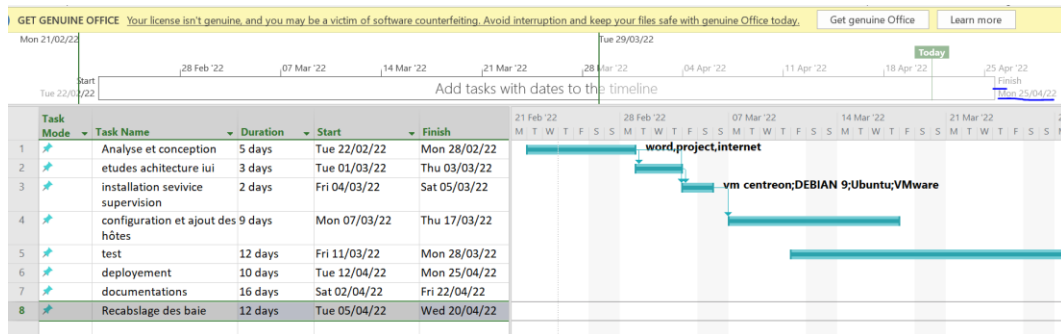 GET GENUINE OFFICE Your license isn't genuine, and you may be a victim of software counterfeiting. Avoid interruption and keep your files safe with genuine Office today. Get genuine Office Learn more
Mon 21/02/22 Tue 29/03/22
Today
28 Feb '22 07 Mar '22 14 Mar '22 21 Mar '22 28 Mar '22 04 Apr '22 11 Apr '22 18 Apr '22 25 Apr '22
Start Add tasks with dates to the timeline Finish
Tue 22/02/22 Mon 25/04/22
Task Mode Task Name Duration Start Finish
21 Feb '22 28 Feb '22 07 Mar '22 14 Mar '22 21 Mar '22
M T W T F S S M T W T F S S M T W T F S S M T W T F S S M T W T F S S
1 Analyse et conception 5 days Tue 22/02/22 Mon 28/02/22 word,project,internet
2 etudes achitecture iui 3 days Tue 01/03/22 Thu 03/03/22
3 installation sevivice supervision 2 days Fri 04/03/22 Sat 05/03/22 vm centreon;DEBIAN 9;Ubuntu;VMware
4 configuration et ajout des hôtes 9 days Mon 07/03/22 Thu 17/03/22
5 test 12 days Fri 11/03/22 Mon 28/03/22
6 deployement 10 days Tue 12/04/22 Mon 25/04/22
7 documentations 16 days Sat 02/04/22 Fri 22/04/22
8 Recabslage des baie 12 days Tue 05/04/22 Wed 20/04/22